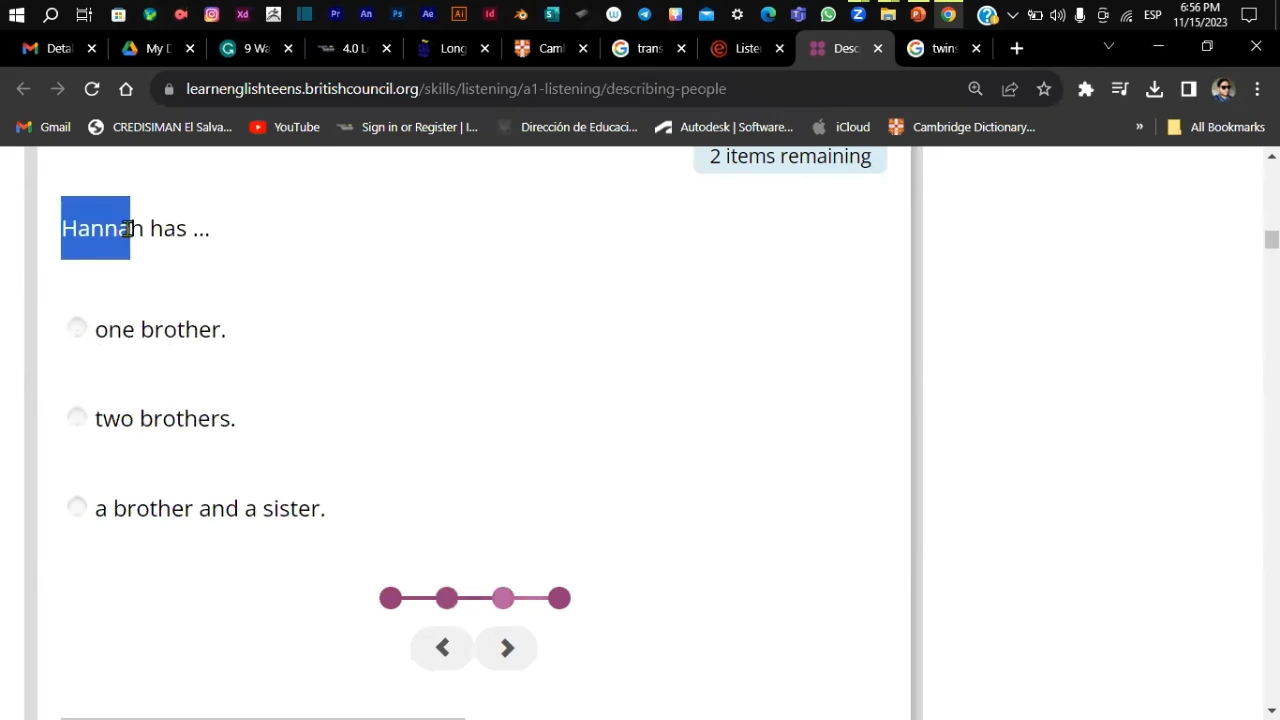 ESP
6:56 PM
11/15/2023
Detai
My D
9 Wa
4.0 L
Long
Caml
trans
Liste
Desc
twin
learnenglishteens.britishcouncil.org/skills/listening/a1-listening/describing-people
Gmail
CREDISIMAN El Salva...
YouTube
Sign in or Register | I...
Dirección de Educaci...
Autodesk | Software...
iCloud
Cambridge Dictionary...
»
All Bookmarks
2 items remaining
Hannah has ...
one brother.
two brothers.
a brother and a sister.